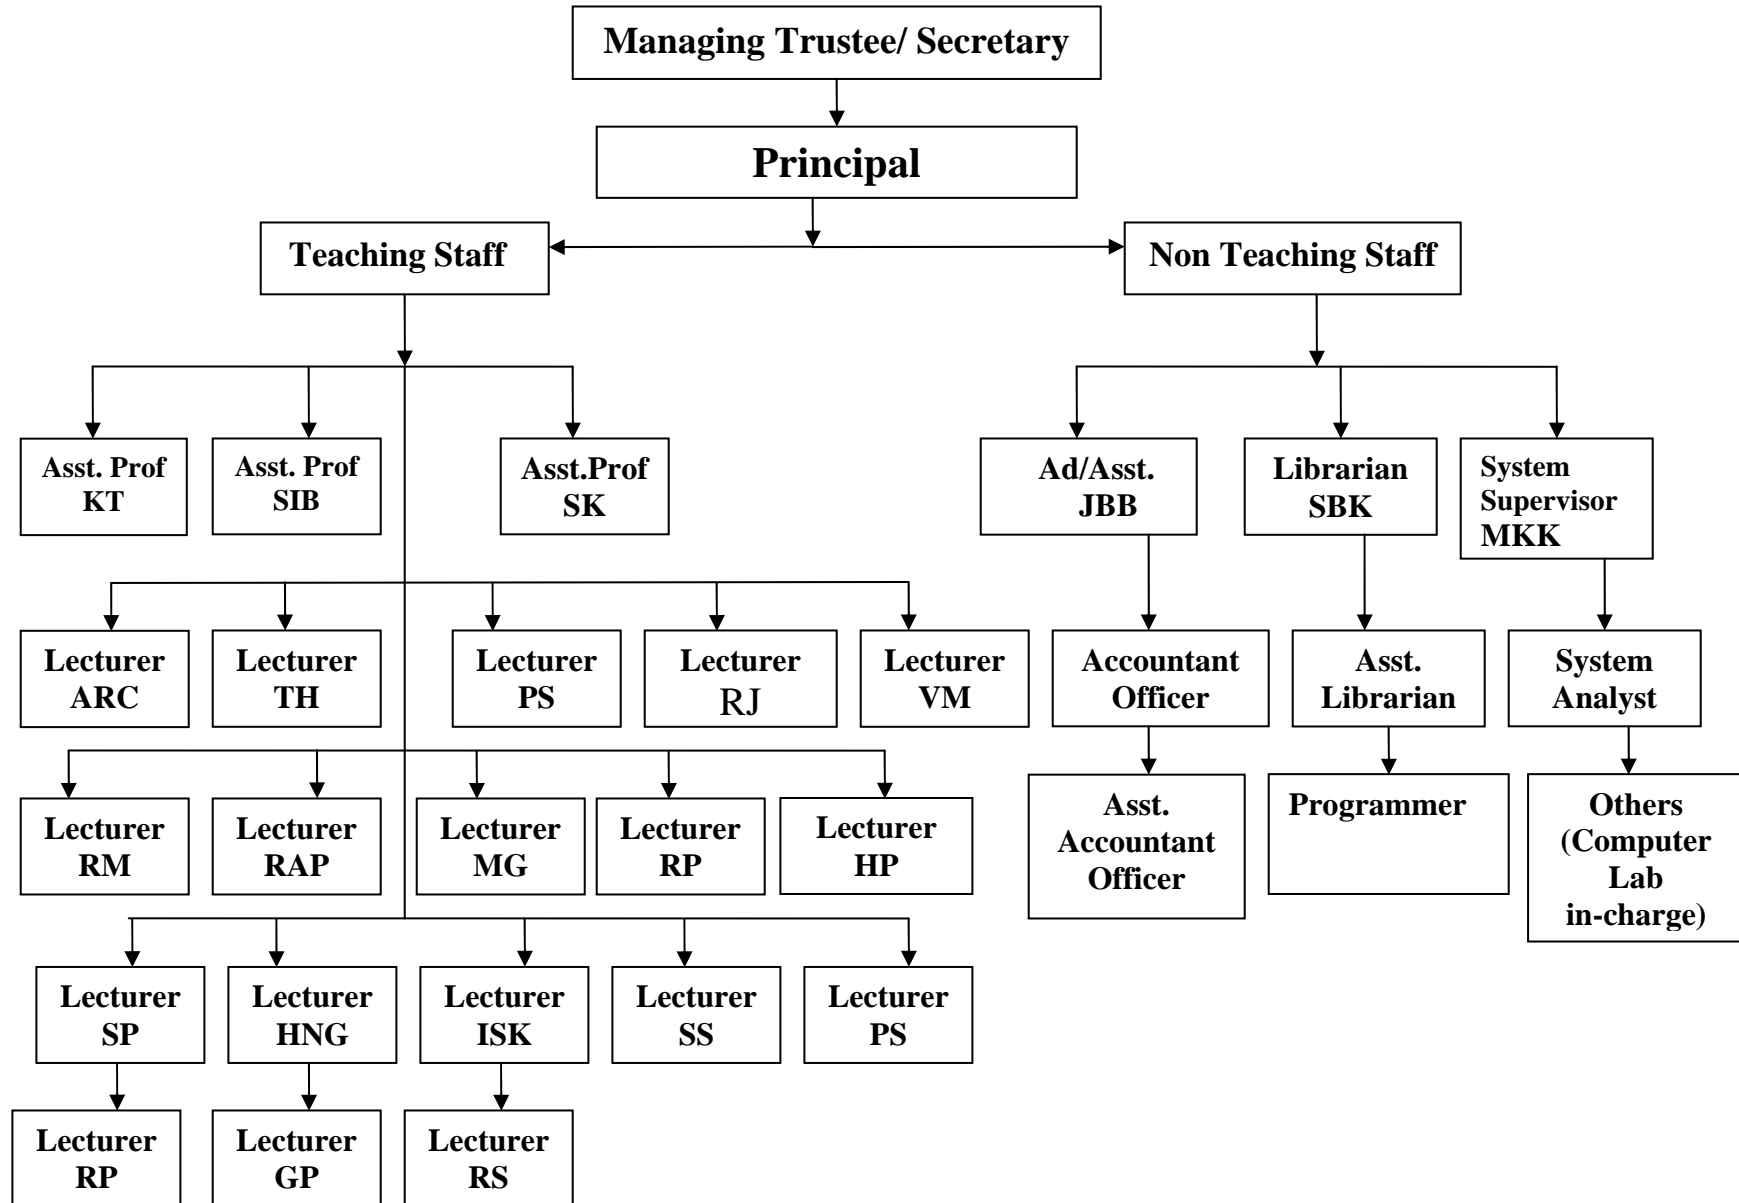 Managing Trustee/ Secretary
Principal
Teaching Staff
Non Teaching Staff
Asst. Prof
KT
Asst. Prof
SIB
Asst.Prof
SK
Ad/Asst.
JBB
Librarian
SBK
System
Supervisor
MKK
Lecturer
ARC
Lecturer
TH
Lecturer
PS
Lecturer
RJ
Lecturer
VM
Accountant
Officer
Asst.
Librarian
System
Analyst
Lecturer
RM
Lecturer
RAP
Lecturer
MG
Lecturer
RP
Lecturer
HP
Asst.
Accountant
Officer
Programmer
Others
(Computer
Lab
in-charge)
Lecturer
SP
Lecturer
HNG
Lecturer
ISK
Lecturer
SS
Lecturer
PS
Lecturer
RP
Lecturer
GP
Lecturer
RS